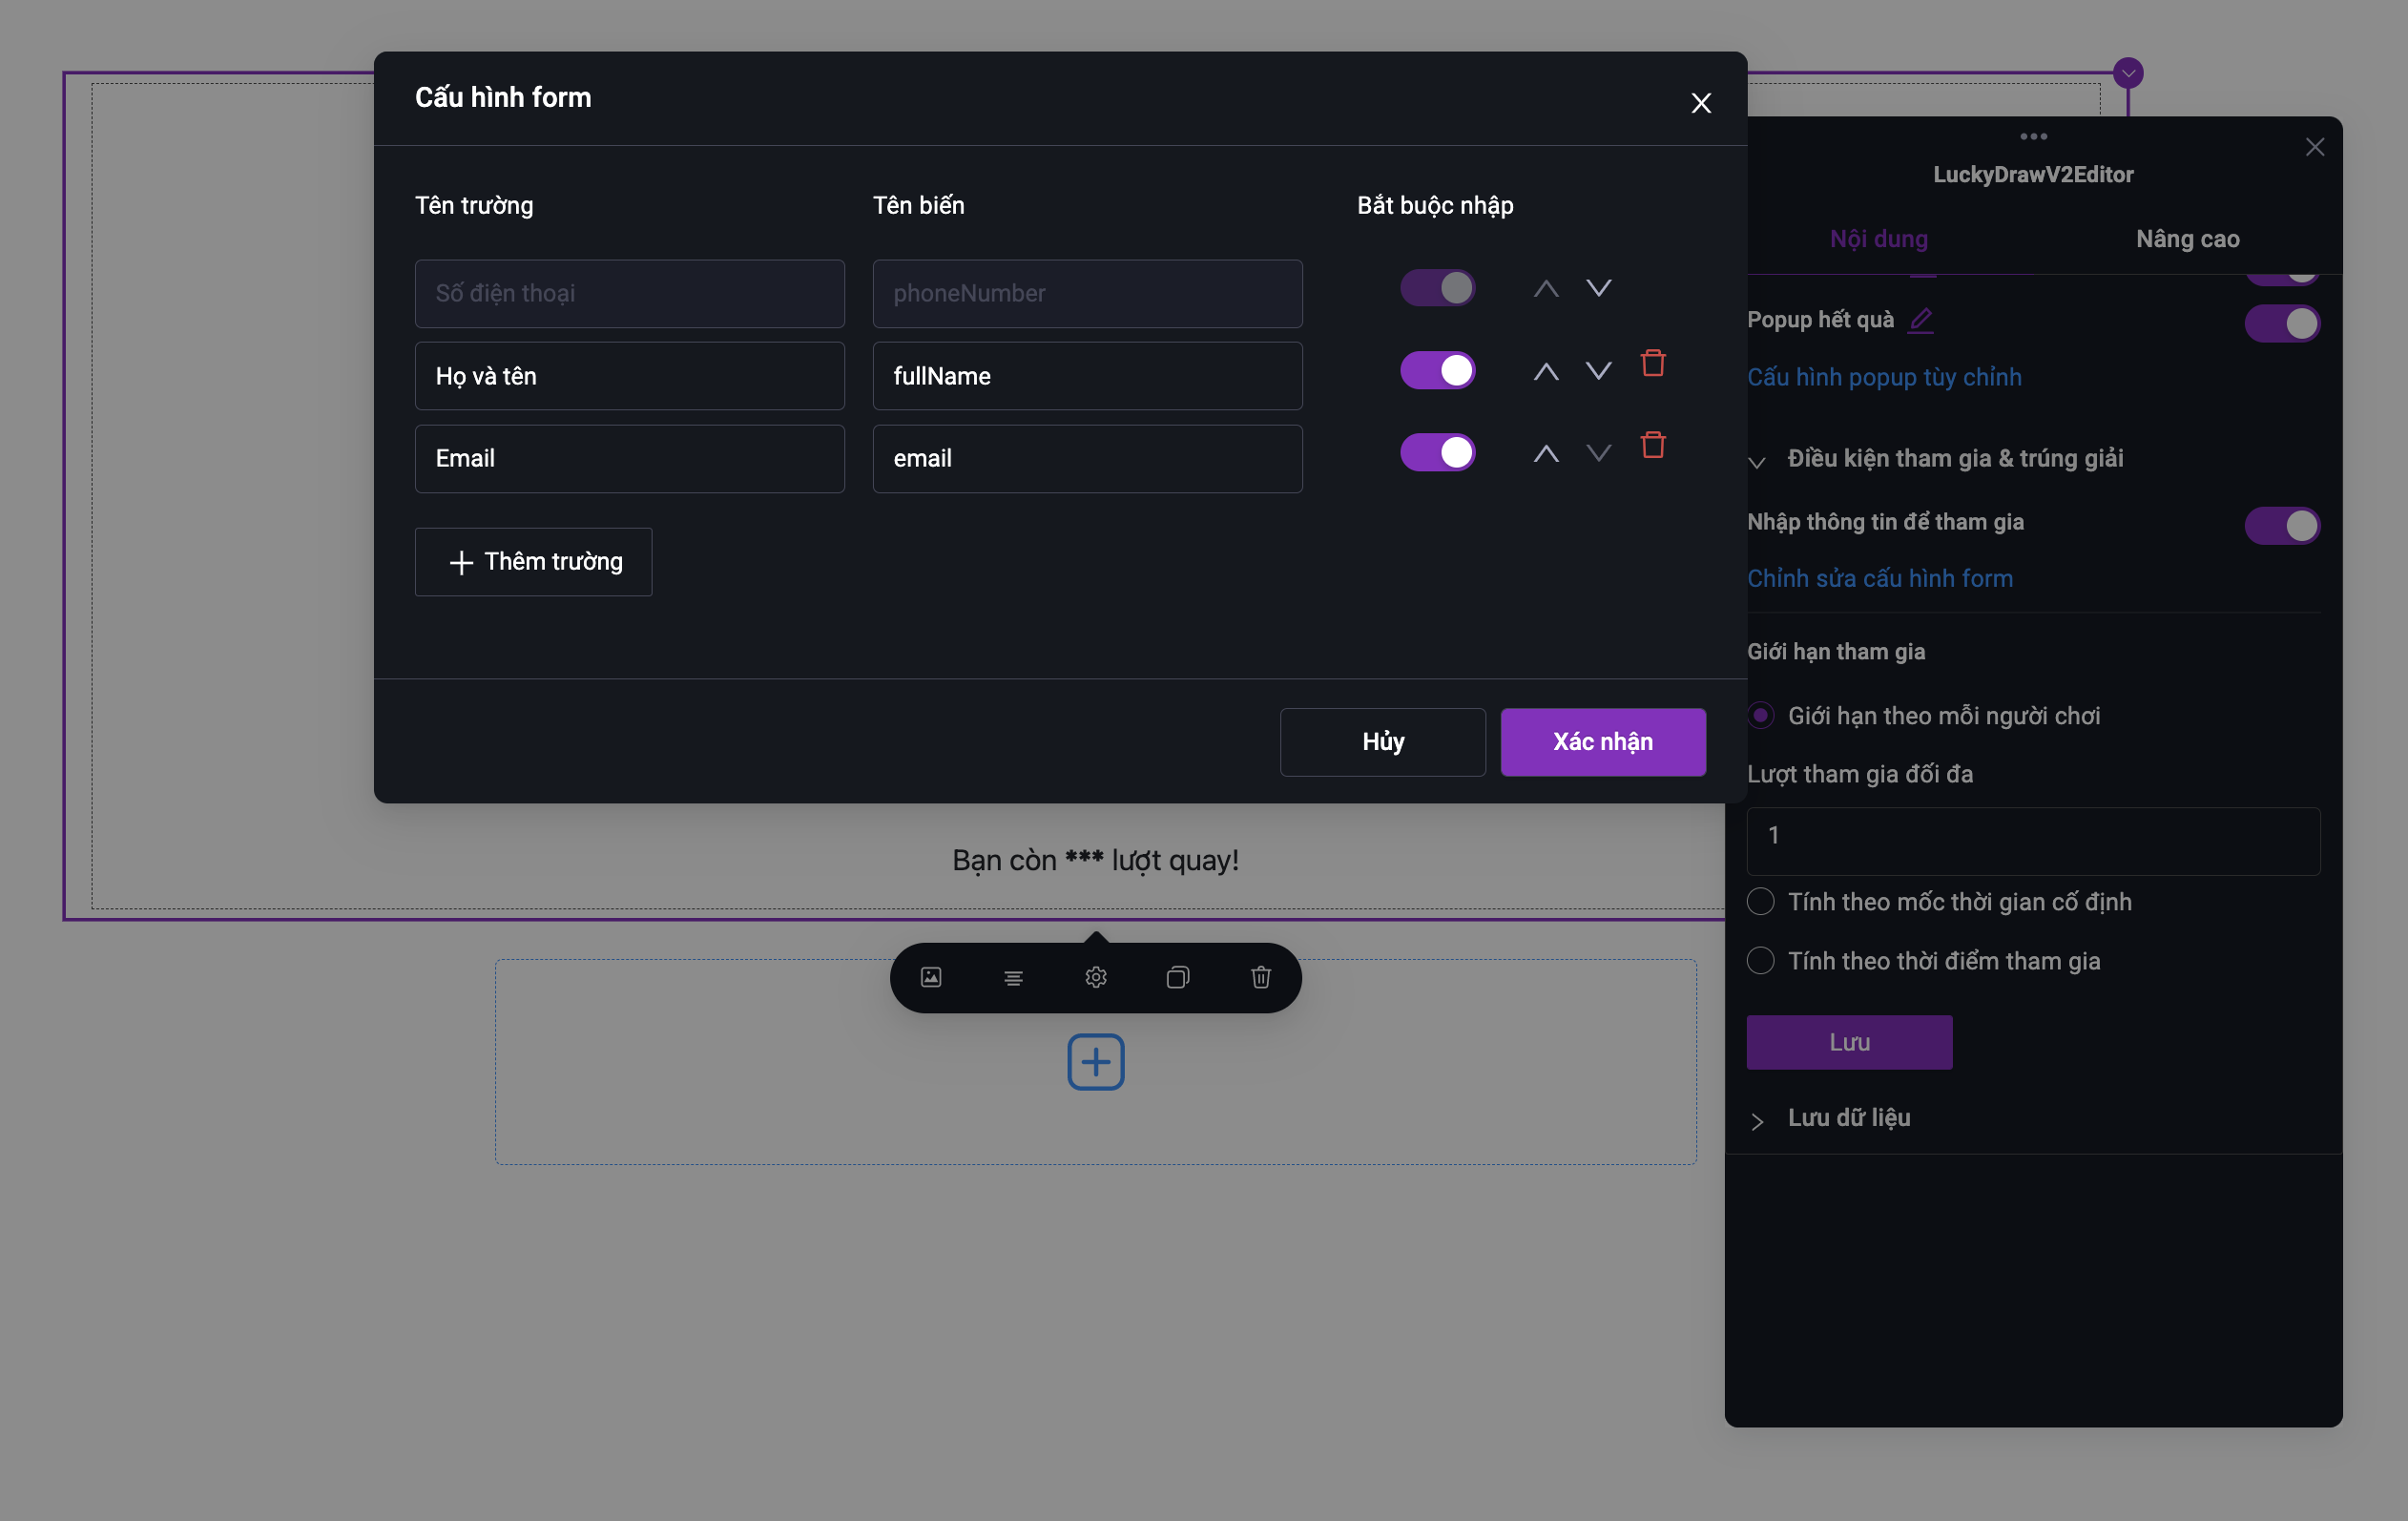 Cấu hình form
Tên trường
Tên biến
Bắt buộc nhập
Số điện thoại
phoneNumber
Họ và tên
fullName
Email
email
Thêm trường
Hủy
Xác nhận
Bạn còn *** lượt quay!
LuckyDrawV2Editor
Nội dung
Nâng cao
Popup hết quà
Cấu hình popup tùy chỉnh
Điều kiện tham gia & trúng giải
Nhập thông tin để tham gia
Chỉnh sửa cấu hình form
Giới hạn tham gia
Giới hạn theo mỗi người chơi
Lượt tham gia đối đa
1
Tính theo mốc thời gian cố định
Tính theo thời điểm tham gia
Lưu
Lưu dữ liệu